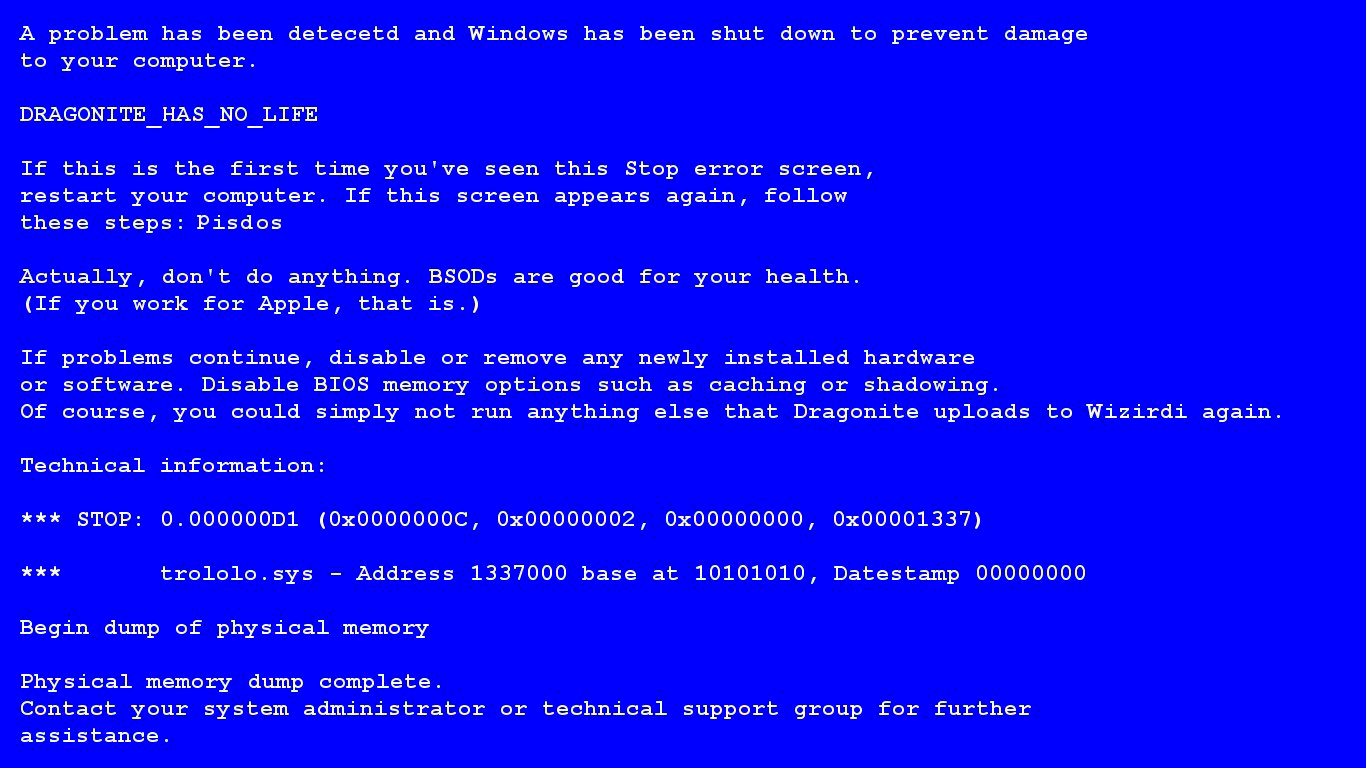 A problem has been detecetd and Windows has been shut down to prevent damage
to your computer.
DRAGONITE_HAS_NO_LIFE
If this is the first time you've seen this Stop error screen,
restart your computer. If this screen appears again, follow
these steps: Pisdos
Actually, don't do anything. BSODs are good for your health.
(If you work for Apple, that is.)
If problems continue, disable or remove any newly installed hardware
or software. Disable BIOS memory options such as caching or shadowing.
Of course, you could simply not run anything else that Dragonite uploads to Wizirdi again.
Technical information:
*** STOP: 0.000000D1 (0x0000000C, 0x00000002, 0x00000000, 0x00001337)
***       trololo.sys - Address 1337000 base at 10101010, Datestamp 00000000
Begin dump of physical memory
Physical memory dump complete.
Contact your system administrator or technical support group for further
assistance.